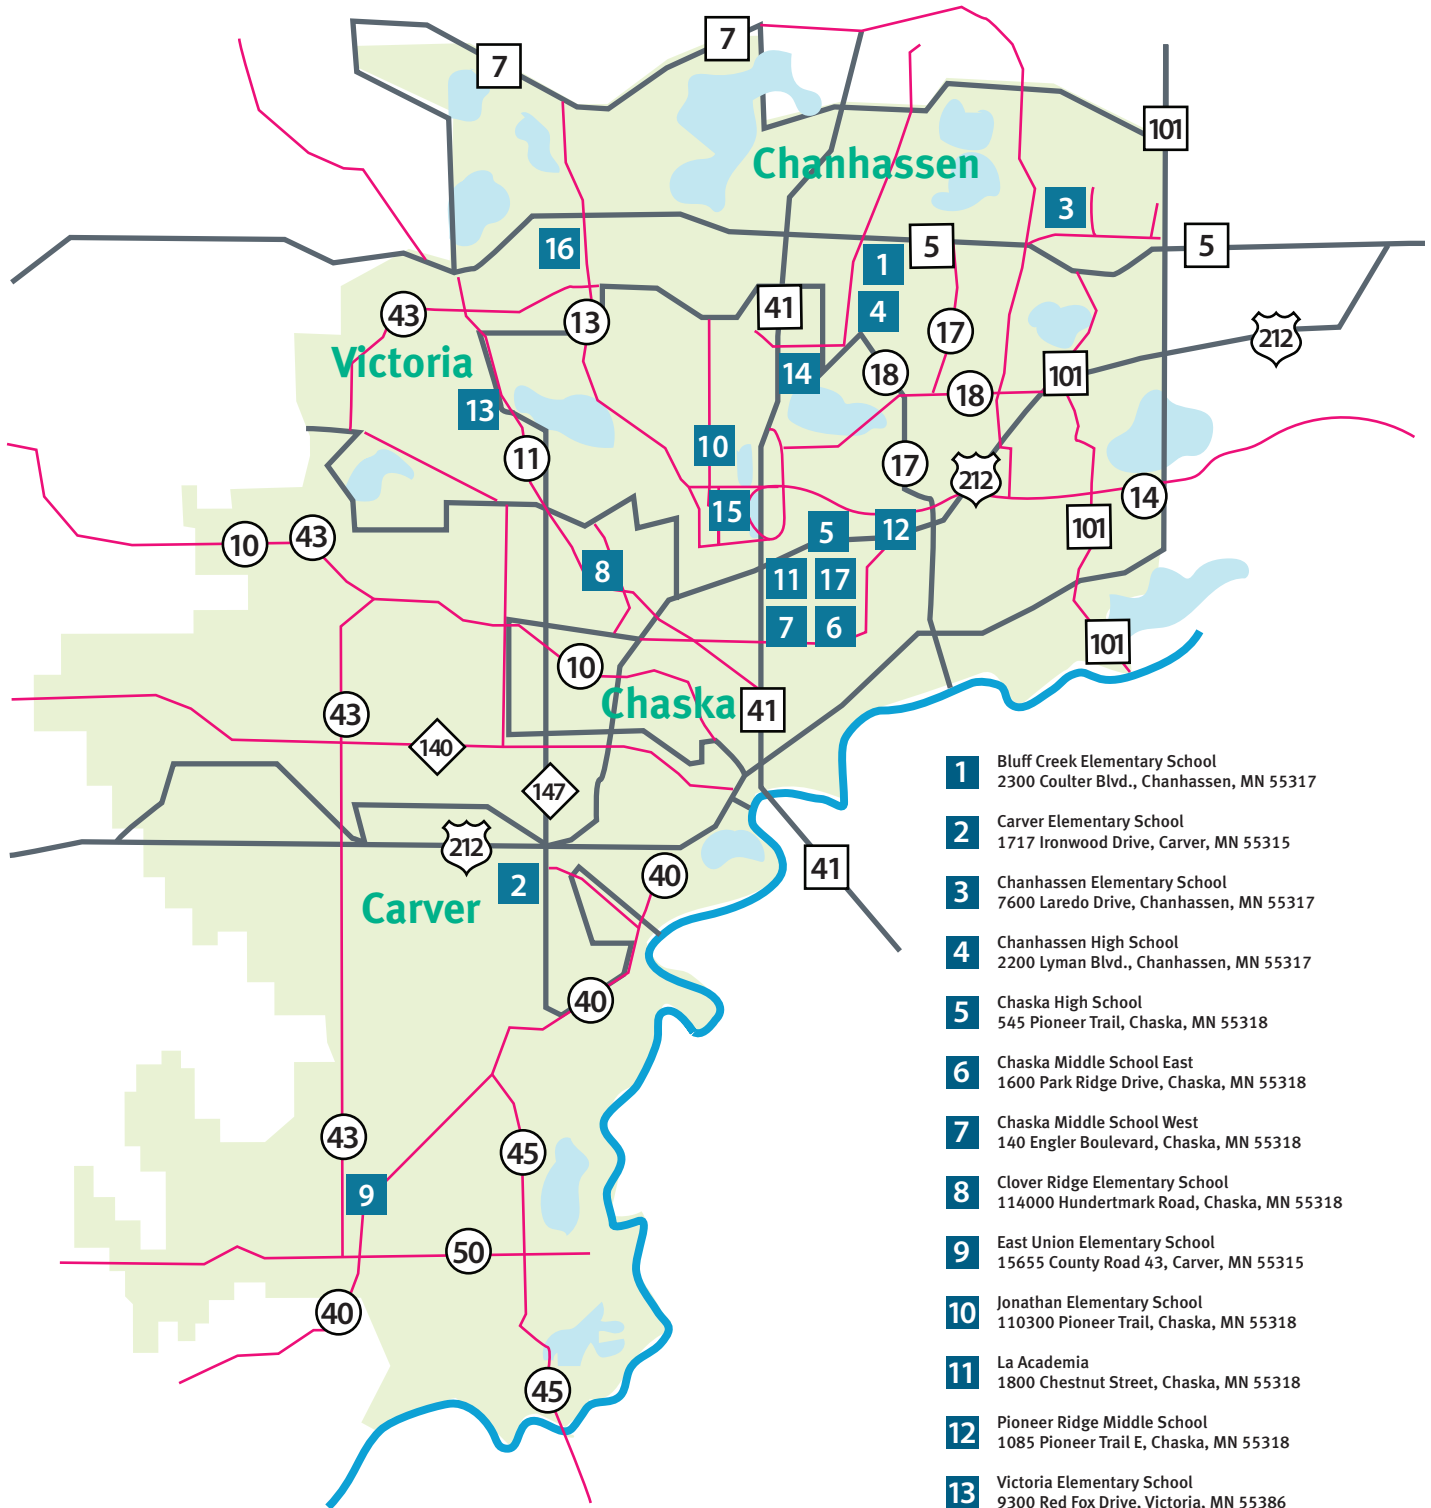 7
7
101
Chanhassen
3
16
5
5
1
43
13
41
4
17
212
Victoria
14
18
101
18
13
10
11
17
212
14
15
5
12
101
10
43
8
11
17
7
6
101
10
43
Chaska
41
140
147
212
2
40
41
Carver
40
43
45
9
50
40
45
1
Bluff Creek Elementary School
2300 Coulter Blvd., Chanhassen, MN 55317
2
Carver Elementary School
1717 Ironwood Drive, Carver, MN 55315
3
Chanhassen Elementary School
7600 Laredo Drive, Chanhassen, MN 55317
4
Chanhassen High School
2200 Lyman Blvd., Chanhassen, MN 55317
5
Chaska High School
545 Pioneer Trail, Chaska, MN 55318
6
Chaska Middle School East
1600 Park Ridge Drive, Chaska, MN 55318
7
Chaska Middle School West
140 Engler Boulevard, Chaska, MN 55318
8
Clover Ridge Elementary School
114000 Hundertmark Road, Chaska, MN 55318
9
East Union Elementary School
15655 County Road 43, Carver, MN 55315
10
Jonathan Elementary School
110300 Pioneer Trail, Chaska, MN 55318
11
La Academia
1800 Chestnut Street, Chaska, MN 55318
12
Pioneer Ridge Middle School
1085 Pioneer Trail E, Chaska, MN 55318
13
Victoria Elementary School
9300 Red Fox Drive, Victoria, MN 55386